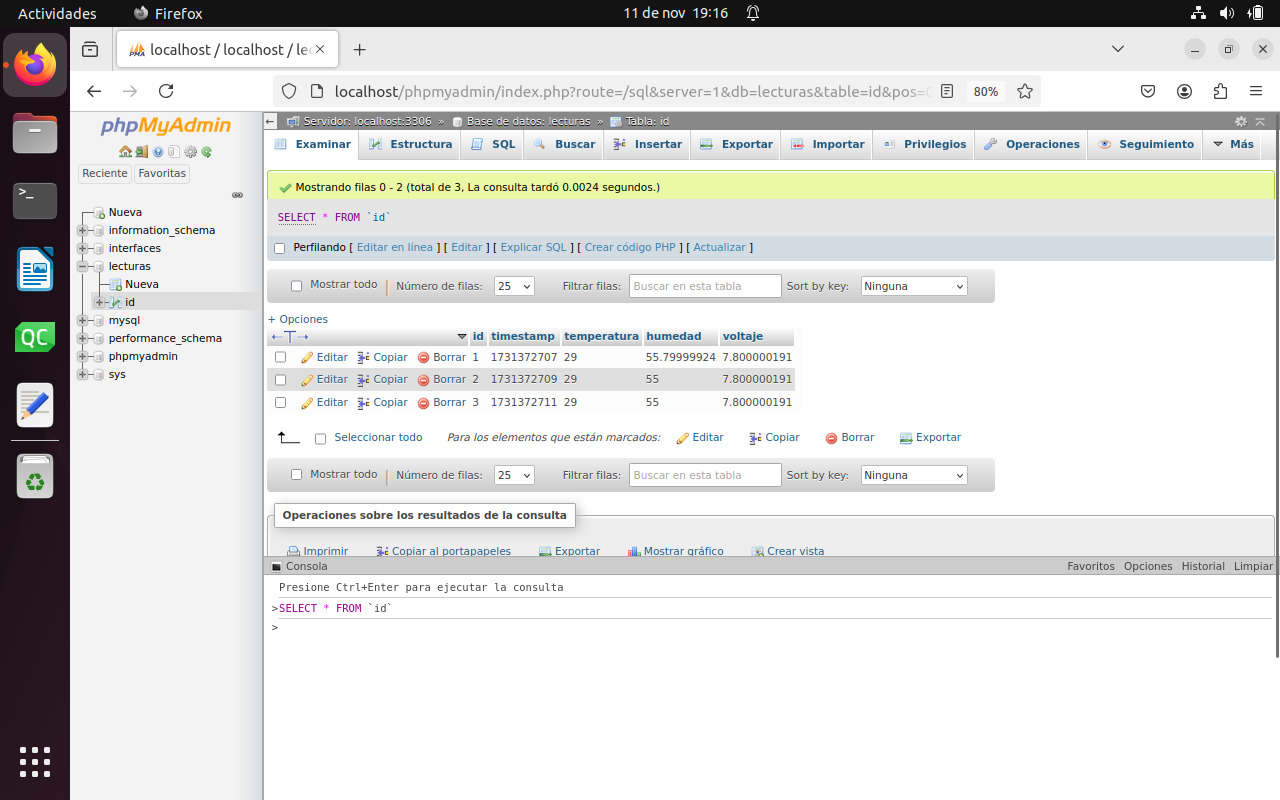 Actividades Firefox 11 de nov 19:16
localhost / localhost / lec
localhost/phpmyadmin/index.php?route=/sql&server=1&db=lecturas&table=id&pos=0 80%
phpMyAdmin
Reciente Favoritas
Nueva
information_schema
interfaces
lecturas
Nueva
id
mysql
performance_schema
phpmyadmin
sys
Servidor: localhost:3306 » Base de datos: lecturas » Tabla: id
Examinar Estructura SQL Buscar Insertar Exportar Importar Privilegios Operaciones Seguimiento Más
Mostrando filas 0 - 2 (total de 3, La consulta tardó 0.0024 segundos.)
SELECT * FROM `id`
Perfilando [ Editar en línea ] [ Editar ] [ Explicar SQL ] [ Crear código PHP ] [ Actualizar ]
Mostrar todo Número de filas: 25 Filtrar filas: Buscar en esta tabla Sort by key: Ninguna
+ Opciones
←T→ id timestamp temperatura humedad voltaje
Editar Copiar Borrar 1 1731372707 29 55.79999924 7.800000191
Editar Copiar Borrar 2 1731372709 29 55 7.800000191
Editar Copiar Borrar 3 1731372711 29 55 7.800000191
Seleccionar todo Para los elementos que están marcados: Editar Copiar Borrar Exportar
Mostrar todo Número de filas: 25 Filtrar filas: Buscar en esta tabla Sort by key: Ninguna
Operaciones sobre los resultados de la consulta
Imprimir Copiar al portapapeles Exportar Mostrar gráfico Crear vista
Consola Favoritos Opciones Historial Limpiar
Presione Ctrl+Enter para ejecutar la consulta
>SELECT * FROM `id`
>